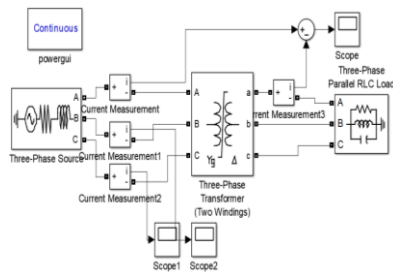 Continuous
powergui
Scope
Three-Phase
Parallel RLC Load
A
B
C
Three-Phase Source
i
Current Measurement
i
Current Measurement1
i
Current Measurement2
A
B
C
a
b
c
Yg
Δ
Three-Phase
Transformer
(Two Windings)
i
rrent Measurement3
A
B
C
Scope1
Scope2